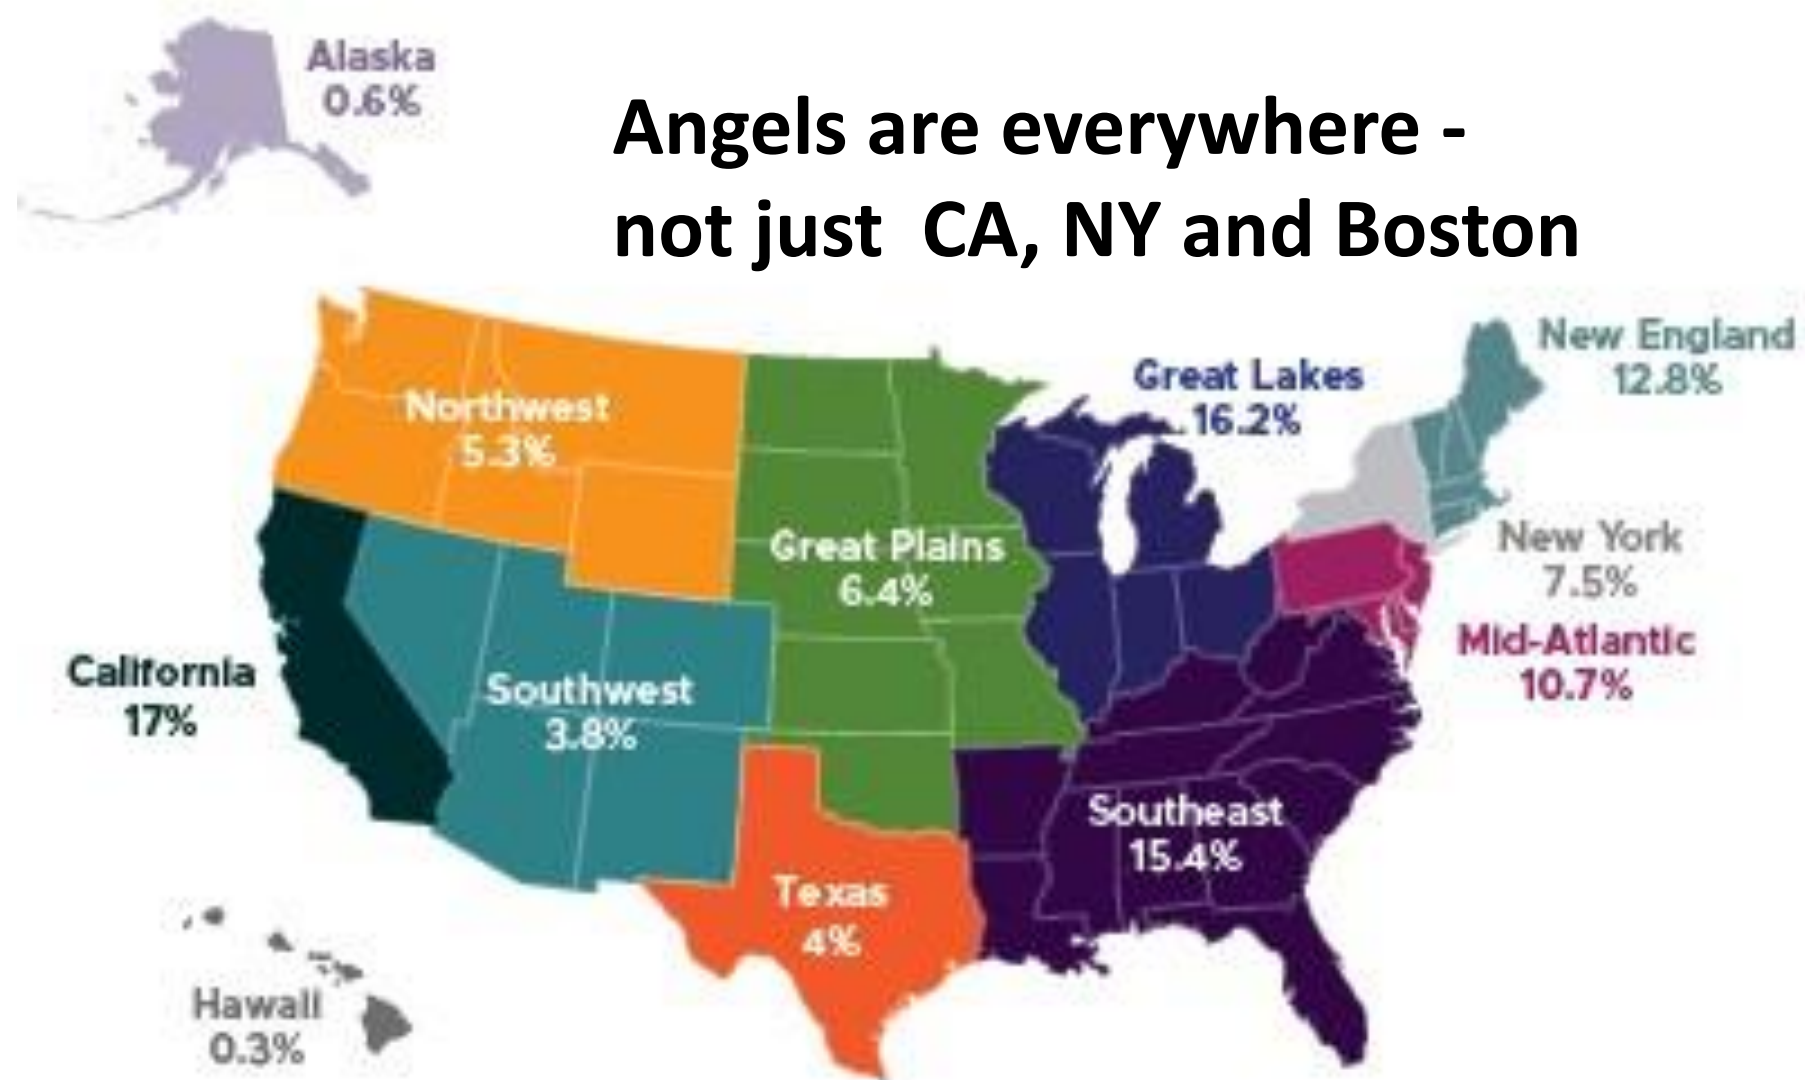 Alaska
0.6%
Angels are everywhere -
not just  CA, NY and Boston
New England
12.8%
Great Lakes
16.2%
Northwest
5.3%
New York
7.5%
Great Plains
6.4%
Mid-Atlantic
10.7%
California
17%
Southwest
3.8%
Southeast
15.4%
Texas
4%
Hawaii
0.3%